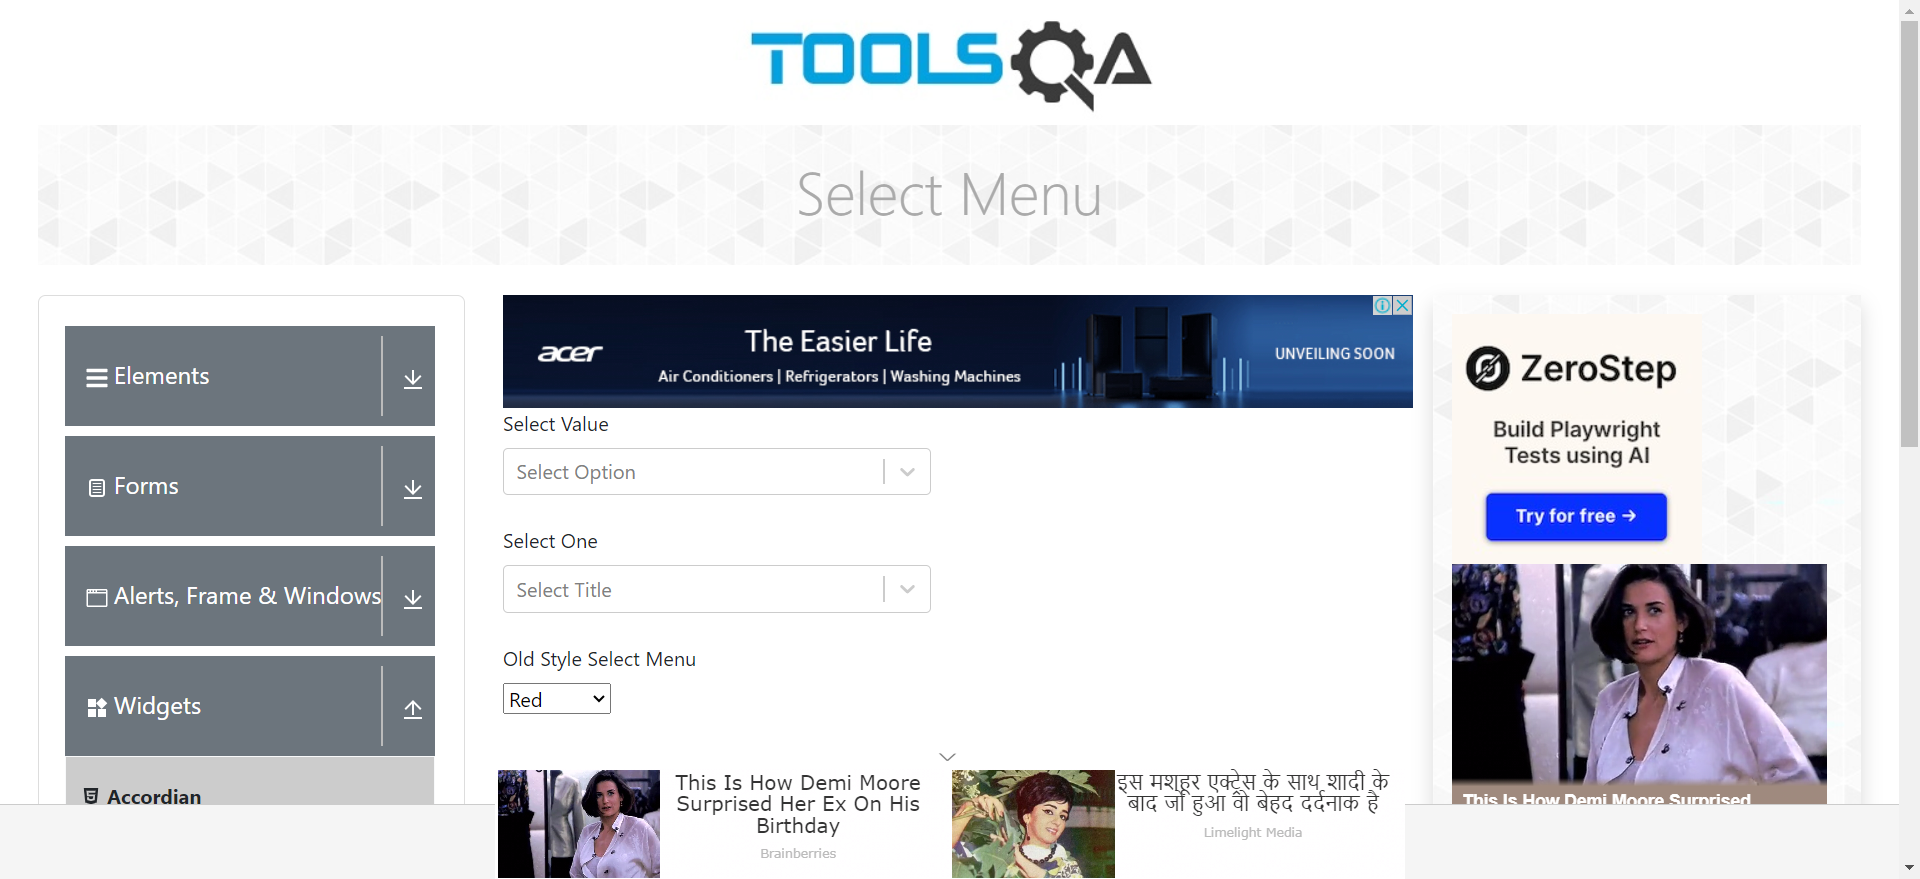 TOOLSQA
Select Menu
Elements
Forms
Alerts, Frame & Windows
Widgets
Accordian
acer
The Easier Life
Air Conditioners | Refrigerators | Washing Machines
UNVEILING SOON
Select Value
Select Option
Select One
Select Title
Old Style Select Menu
Red
ZeroStep
Build Playwright
Tests using AI
Try for free →
This Is How Demi Moore Surprised
This Is How Demi Moore
Surprised Her Ex On His
Birthday
Brainberries
इस मशहूर एक्ट्रेस के साथ शादी के
बाद जो हुआ वो बेहद दर्दनाक है
Limelight Media